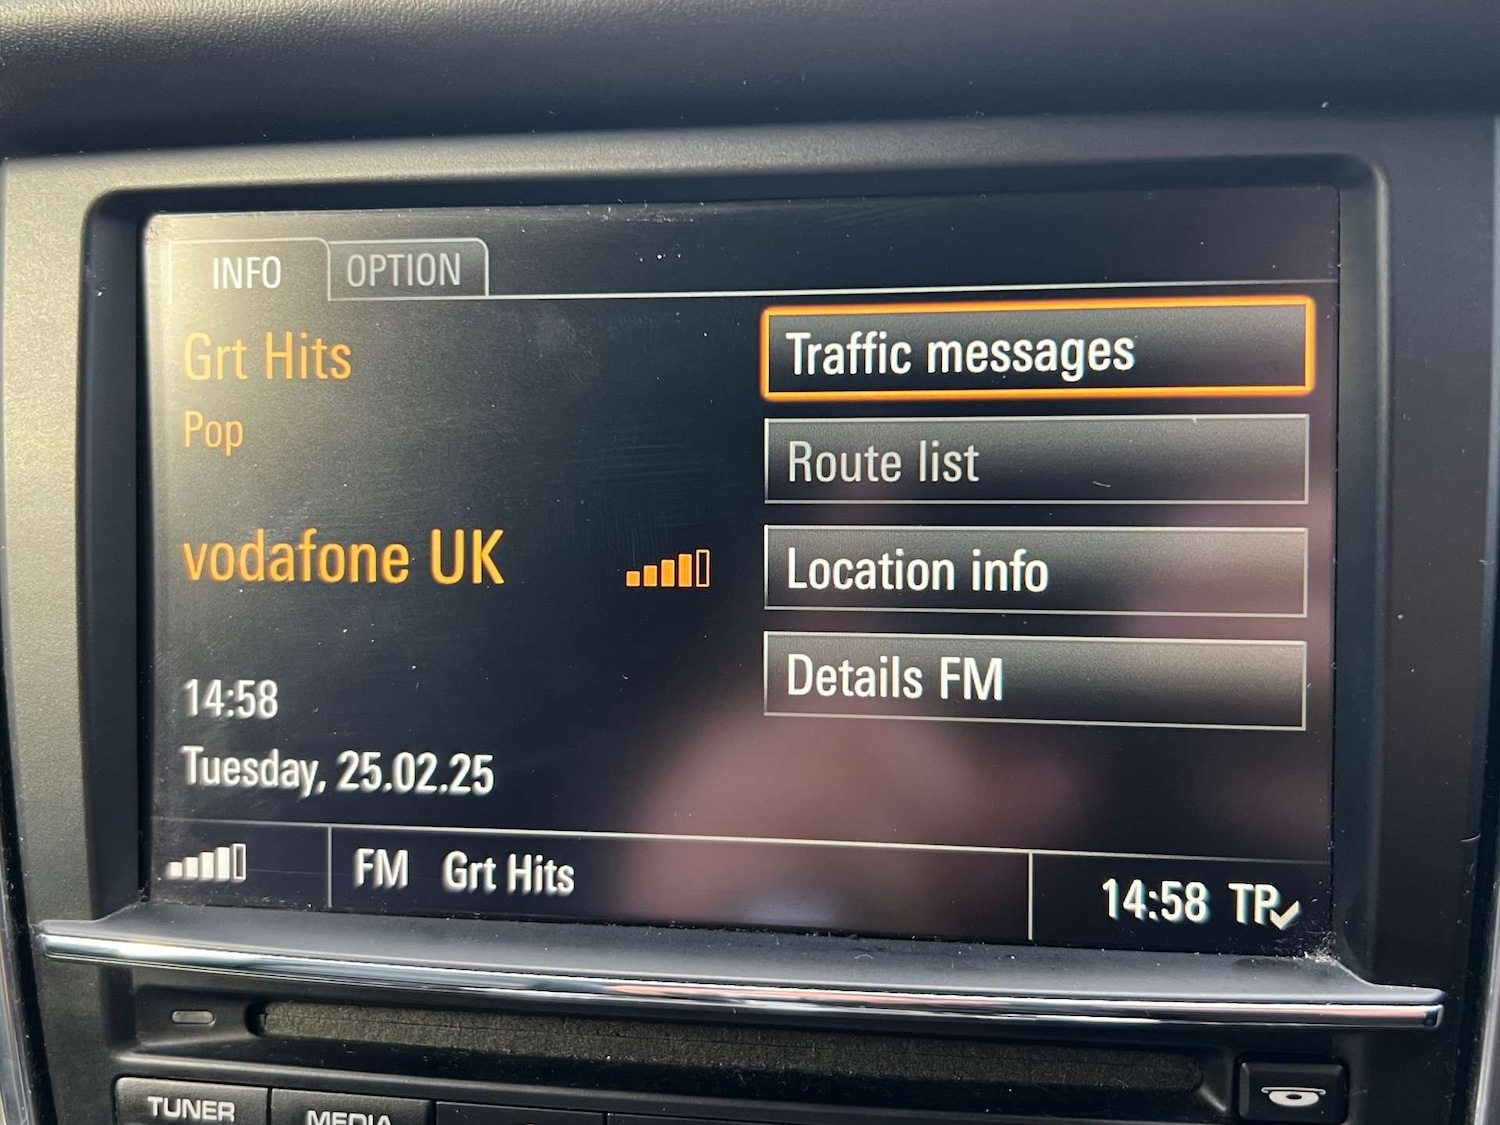 INFO OPTION
Grt Hits
Pop
vodafone UK
14:58
Tuesday, 25.02.25
Traffic messages
Route list
Location info
Details FM
FM Grt Hits
14:58 TP
TUNER MEDIA